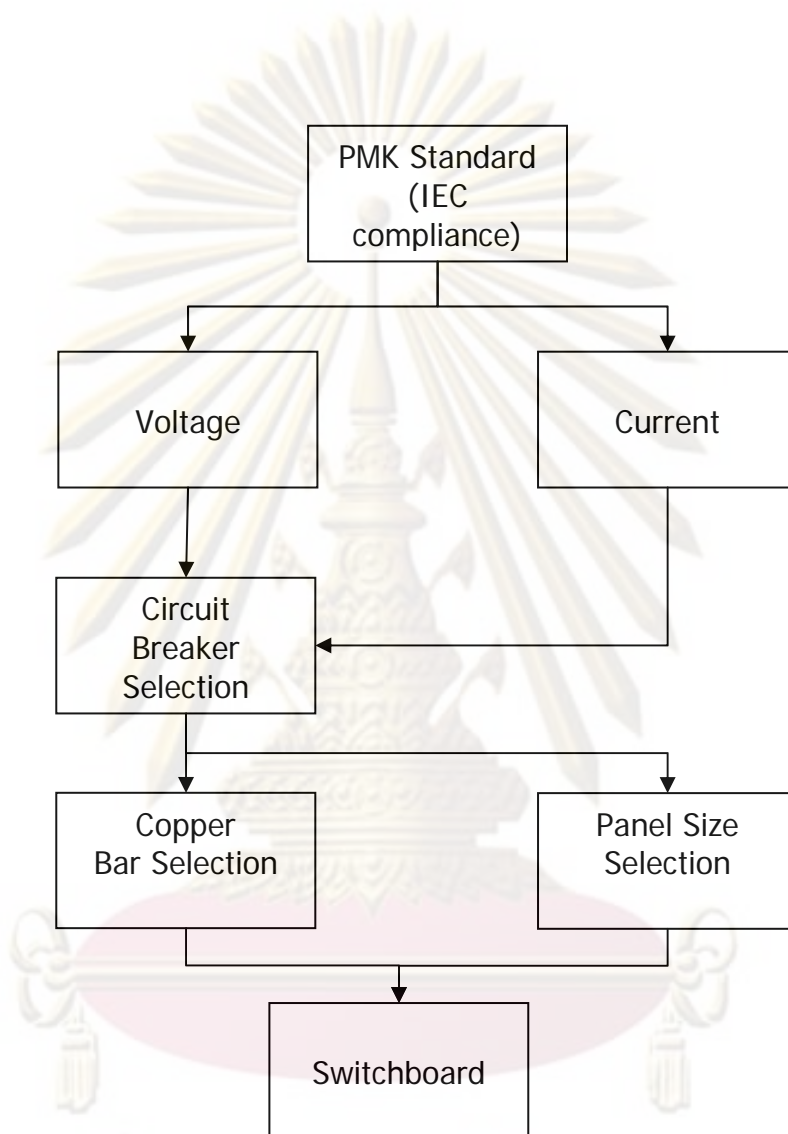 PMK Standard
(IEC
compliance)
Voltage
Current
Circuit
Breaker
Selection
Copper
Bar Selection
Panel Size
Selection
Switchboard